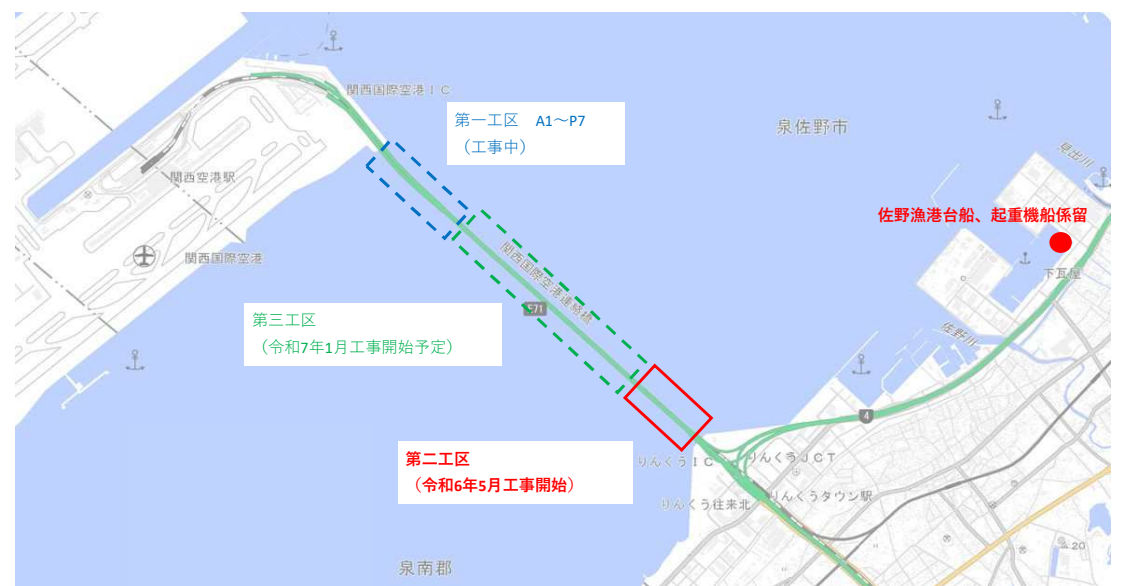 関西国際空港ＩＣ
第一工区　A1～P7
（工事中）
泉佐野市
見出川
関西空港駅
佐野漁港台船、起重機船係留
関西国際空港
関西国際空港連絡橋
下瓦屋
E71
第三工区
（令和7年1月工事開始予定）
佐野川
4
第二工区
（令和6年5月工事開始）
りんくうＩＣ
りんくうＪＣＴ
りんくう往来北
りんくうタウン駅
20
泉南郡